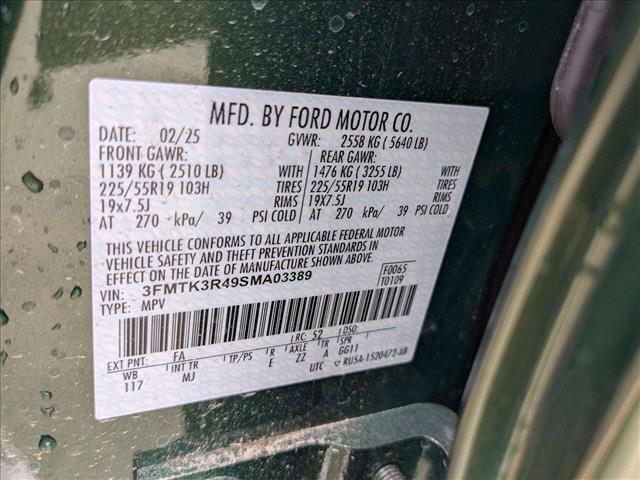 MFD. BY FORD MOTOR CO.
DATE: 02/25 GVWR: 2558 KG ( 5640 LB)
FRONT GAWR: REAR GAWR:
1139 KG ( 2510 LB) WITH 1476 KG ( 3255 LB) WITH
225/55R19 103H TIRES 225/55R19 103H TIRES
19x7.5J RIMS 19x7.5J RIMS
AT 270 kPa/ 39 PSI COLD AT 270 kPa/ 39 PSI COLD
THIS VEHICLE CONFORMS TO ALL APPLICABLE FEDERAL MOTOR
VEHICLE SAFETY AND THEFT PREVENTION STANDARDS IN
EFFECT ON THE DATE OF MANUFACTURE SHOWN ABOVE.
VIN: 3FMTK3R49SMA03389 F0065
TYPE: MPV T0109
EXT PNT: FA RC: 52 DSO:
WB INT TR TP/PS R AXLE TR SPR
117 MJ E ZZ A GG11
UTC RU5A-1520472-AB